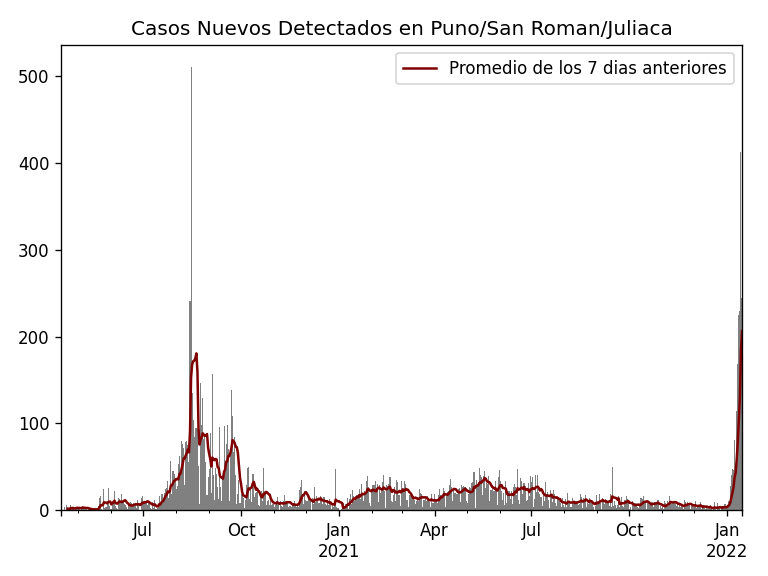 Casos Nuevos Detectados en Puno/San Roman/Juliaca
Promedio de los 7 dias anteriores
500
400
300
200
100
0
Jul Oct Jan Apr Jul Oct Jan
2021 2022